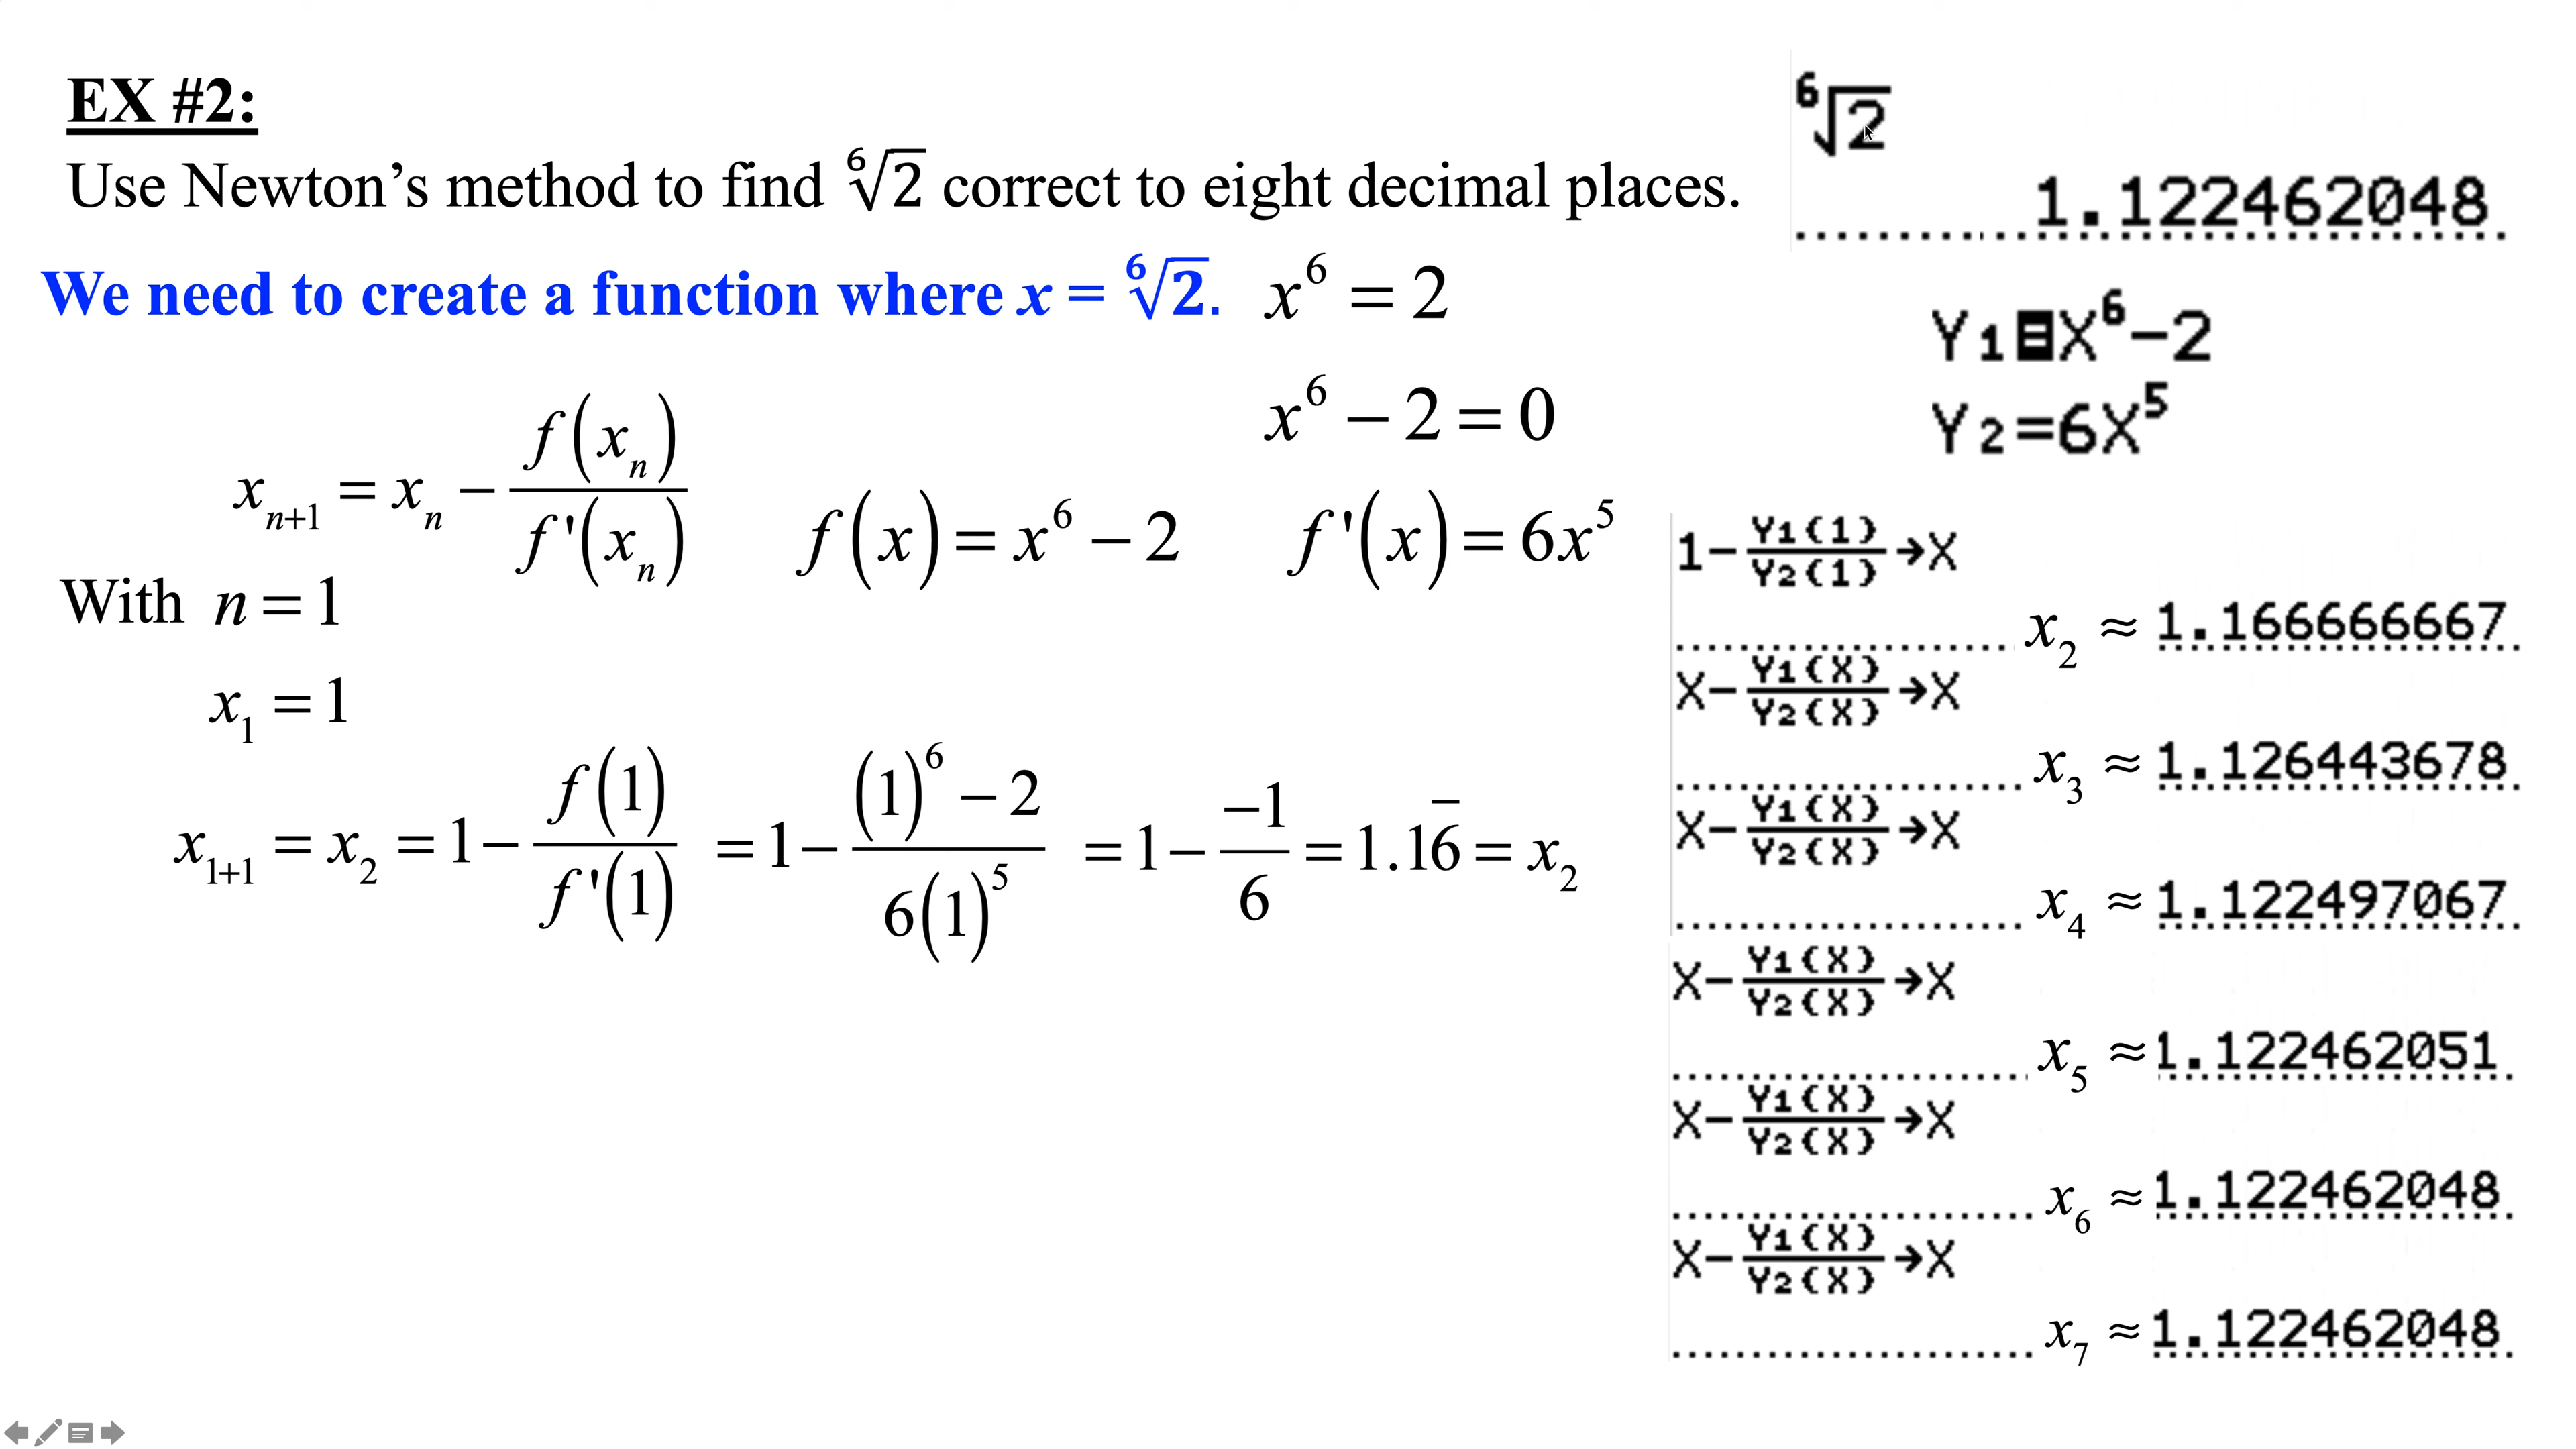 EX #2:
Use Newton’s method to find ⁶√2 correct to eight decimal places.
We need to create a function where x = ⁶√2.
x⁶ = 2
x⁶ − 2 = 0
xₙ₊₁ = xₙ − f(xₙ) / f'(xₙ)
f(x) = x⁶ − 2
f'(x) = 6x⁵
With n = 1
x₁ = 1
x₁₊₁ = x₂ = 1 − f(1) / f'(1) = 1 − ((1)⁶ − 2) / (6(1)⁵) = 1 − (−1) / 6 = 1.16̅ = x₂
⁶√2
1.122462048
Y1=X⁶−2
Y2=6X⁵
1−Y1(1)/Y2(1)→X
x₂ ≈ 1.166666667
X−Y1(X)/Y2(X)→X
x₃ ≈ 1.126443678
X−Y1(X)/Y2(X)→X
x₄ ≈ 1.122497067
X−Y1(X)/Y2(X)→X
x₅ ≈ 1.122462051
X−Y1(X)/Y2(X)→X
x₆ ≈ 1.122462048
X−Y1(X)/Y2(X)→X
x₇ ≈ 1.122462048